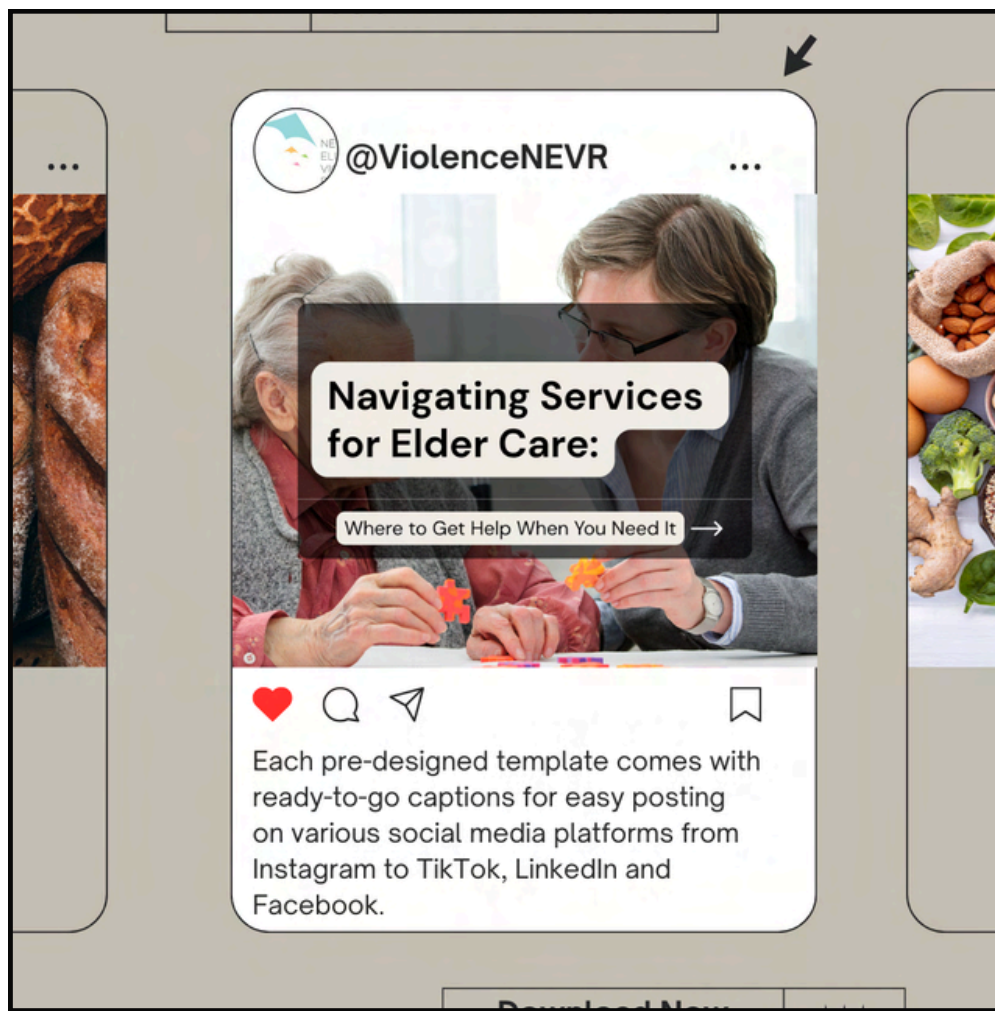 @ViolenceNEVR
Navigating Services
for Elder Care:
Where to Get Help When You Need It
Each pre-designed template comes with
ready-to-go captions for easy posting
on various social media platforms from
Instagram to TikTok, LinkedIn and
Facebook.
Download Now